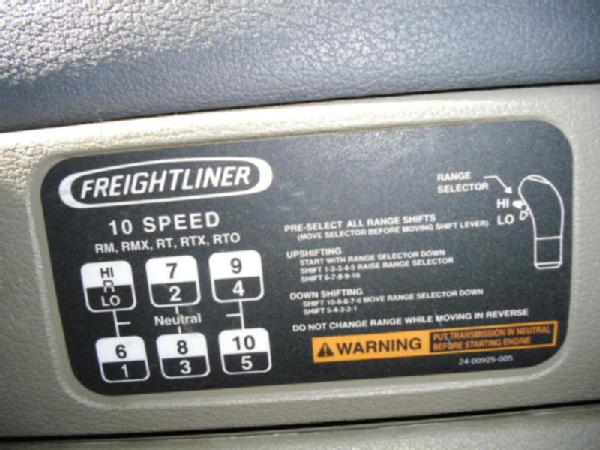 FREIGHTLINER
10 SPEED
RM, RMX, RT, RTX, RTO
HI
R
LO
7
2
9
4
Neutral
6
1
8
3
10
5
RANGE
SELECTOR
HI
LO
PRE-SELECT ALL RANGE SHIFTS
(MOVE SELECTOR BEFORE MOVING SHIFT LEVER)
UPSHIFTING
START WITH RANGE SELECTOR DOWN
SHIFT 1-2-3-4-5 RAISE RANGE SELECTOR
SHIFT 6-7-8-9-10
DOWN SHIFTING
SHIFT 10-9-8-7-6 MOVE RANGE SELECTOR DOWN
SHIFT 5-4-3-2-1
DO NOT CHANGE RANGE WHILE MOVING IN REVERSE
WARNING
PUT TRANSMISSION IN NEUTRAL
BEFORE STARTING ENGINE
24-00925-005